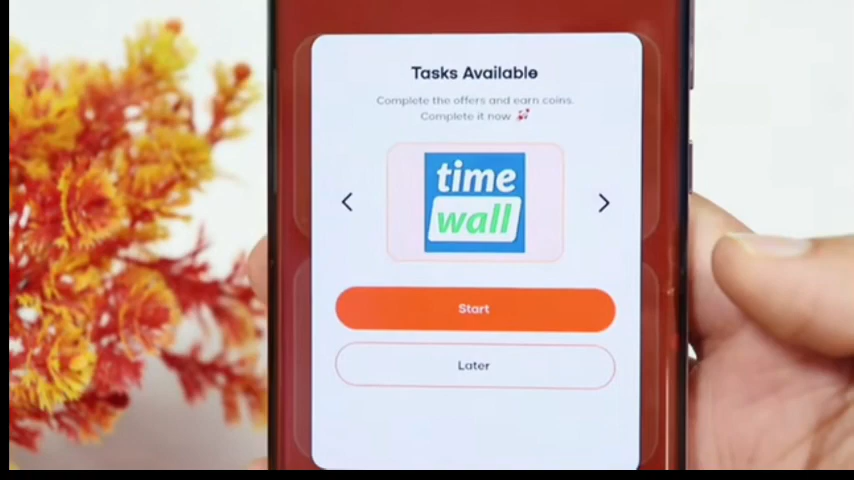 Tasks Available
Complete the offers and earn coins.
Complete it now 🚀
time
wall
Start
Later